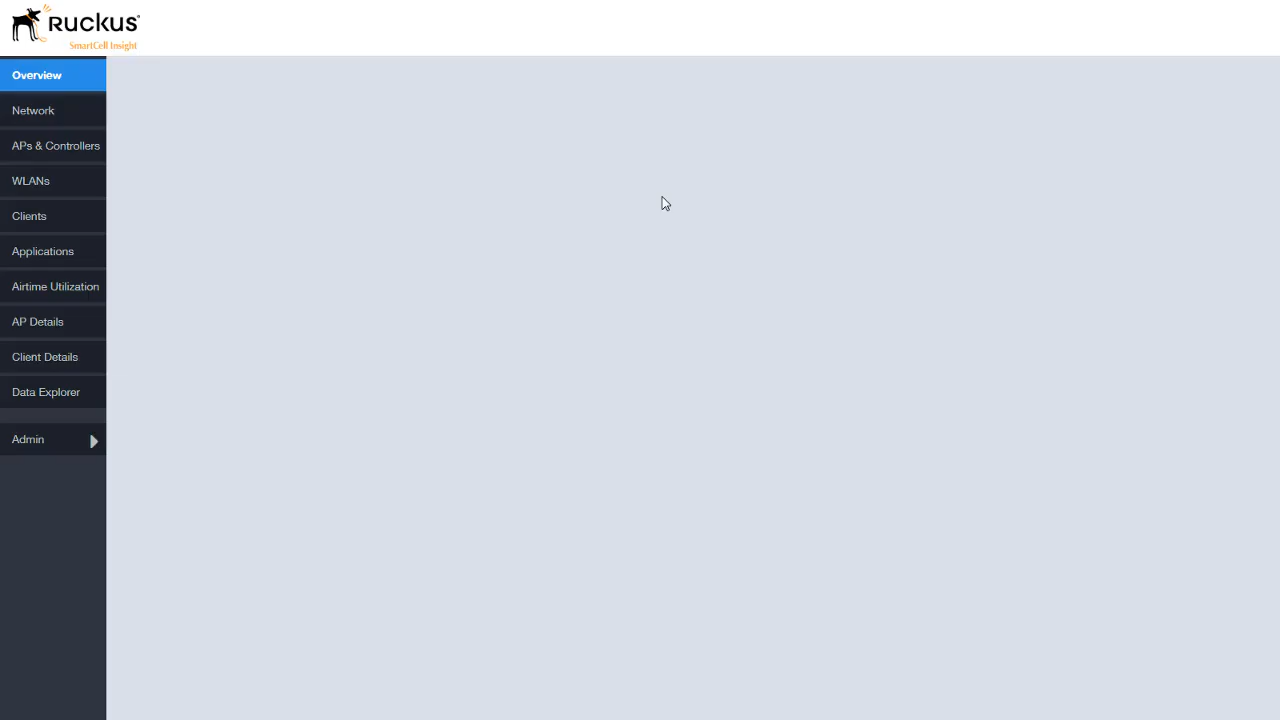 RUCKUS
SmartCell Insight
Overview
Network
APs & Controllers
WLANs
Clients
Applications
Airtime Utilization
AP Details
Client Details
Data Explorer
Admin